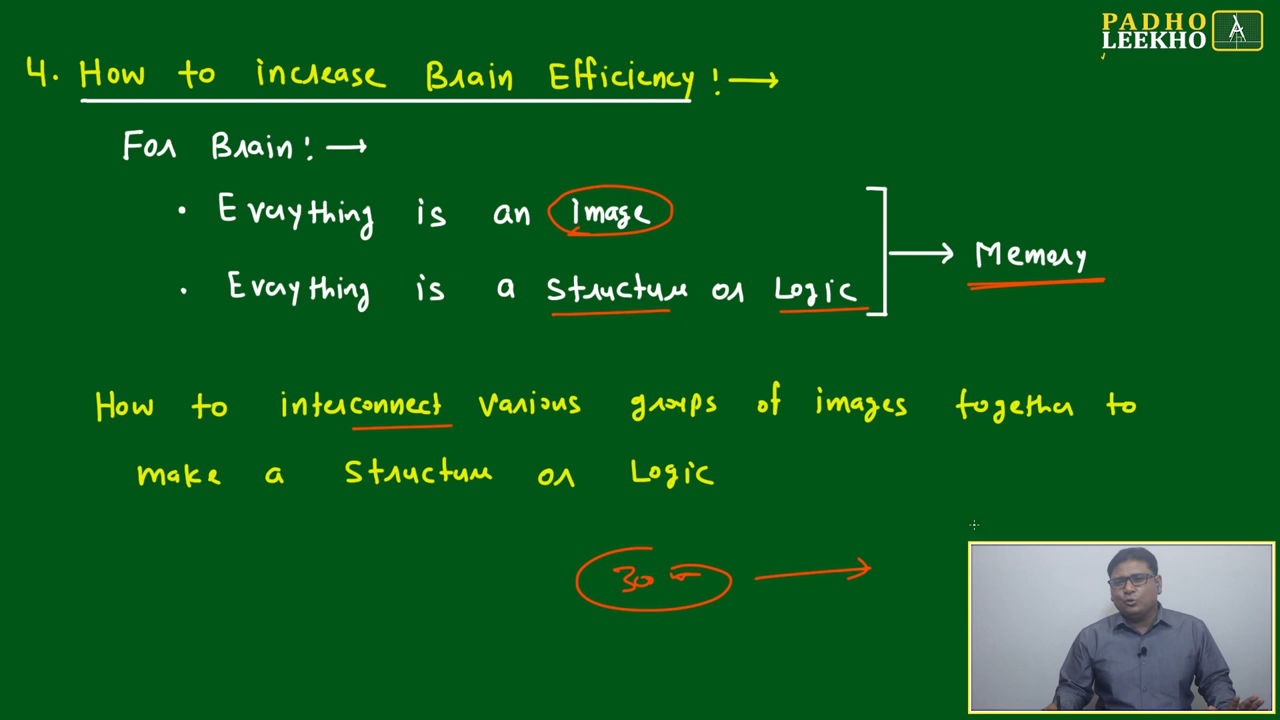 PADHO
LEEKHO
4. How to increase Brain Efficiency :→
For Brain :→
• Everything is an image
• Everything is a structure or Logic
→ Memory
How to interconnect various groups of images together to
make a structure or Logic
30